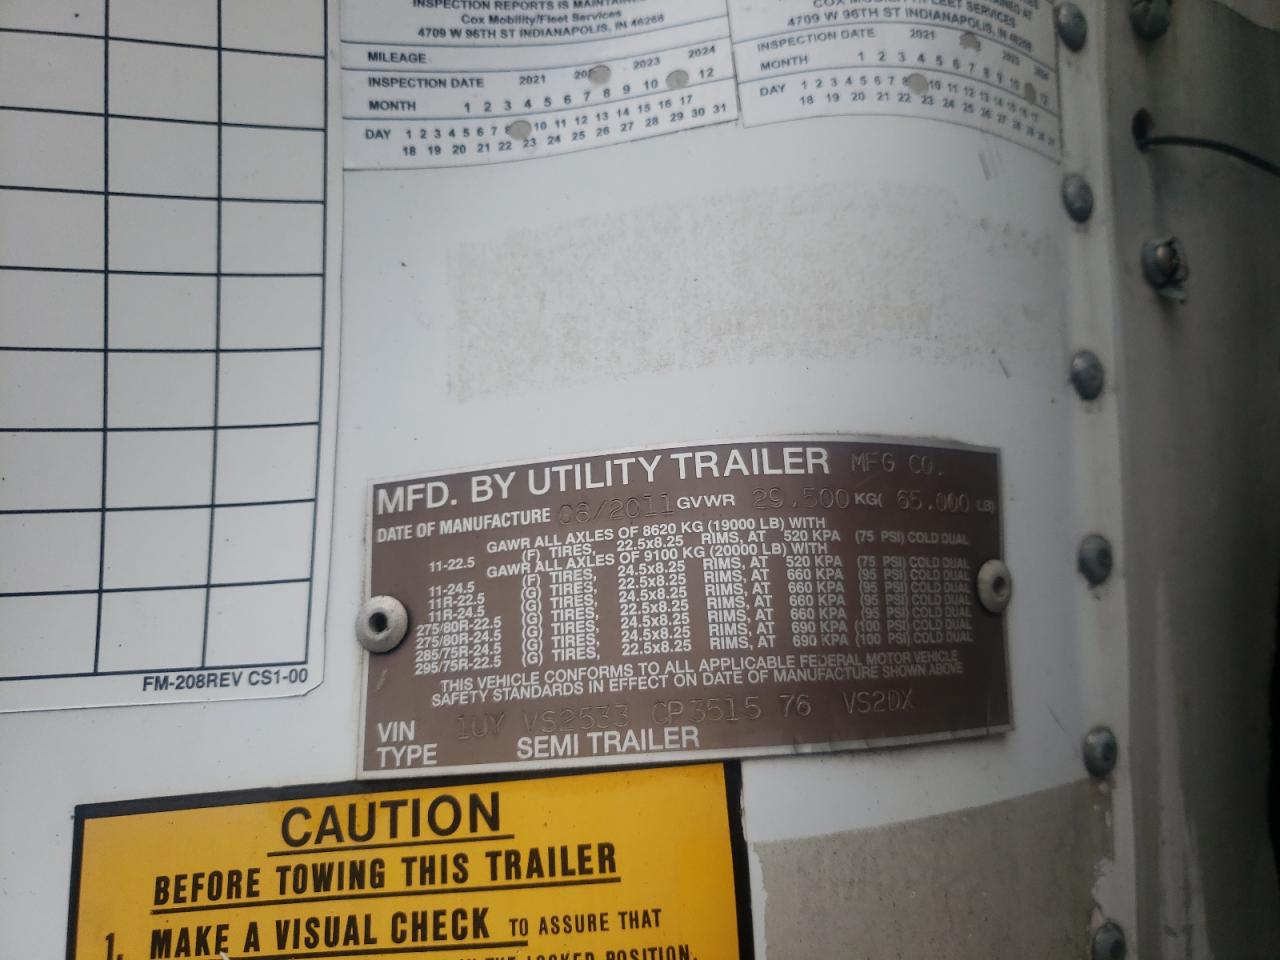 INSPECTION REPORTS IS MAINTAINED
Cox Mobility/Fleet Services
4709 W 96TH ST INDIANAPOLIS, IN 46268
MILEAGE
INSPECTION DATE 2021 2023 2024
MONTH 1 2 3 4 5 6 7 8 9 10 12
DAY 1 2 3 4 5 6 7 8 10 11 12 13 14 15 16 17
18 19 20 21 22 23 24 25 26 27 28 29 30 31
FLEET SERVICES
4709 W 96TH ST INDIANAPOLIS, IN 46268
INSPECTION DATE 2021 2023 2024
MONTH 1 2 3 4 5 6 7 8 9 10 12
DAY 1 2 3 4 5 6 7 8 10 11 12 13 14 15 16 17
18 19 20 21 22 23 24 25 26 27 28 29 30 31
FM-208REV CS1-00
MFD. BY UTILITY TRAILER MFG CO.
DATE OF MANUFACTURE 08/2011 GVWR 29,500 KG( 65,000 LB)
GAWR ALL AXLES OF 8620 KG (19000 LB) WITH
11-22.5 (F) TIRES, 22.5x8.25 RIMS, AT 520 KPA (75 PSI) COLD DUAL
GAWR ALL AXLES OF 9100 KG (20000 LB) WITH
11-24.5 (F) TIRES, 24.5x8.25 RIMS, AT 520 KPA (75 PSI) COLD DUAL
11R-22.5 (G) TIRES, 22.5x8.25 RIMS, AT 660 KPA (95 PSI) COLD DUAL
11R-24.5 (G) TIRES, 24.5x8.25 RIMS, AT 660 KPA (95 PSI) COLD DUAL
275/80R-22.5 (G) TIRES, 22.5x8.25 RIMS, AT 660 KPA (95 PSI) COLD DUAL
275/80R-24.5 (G) TIRES, 24.5x8.25 RIMS, AT 660 KPA (95 PSI) COLD DUAL
285/75R-24.5 (G) TIRES, 24.5x8.25 RIMS, AT 690 KPA (100 PSI) COLD DUAL
295/75R-22.5 (G) TIRES, 22.5x8.25 RIMS, AT 690 KPA (100 PSI) COLD DUAL
THIS VEHICLE CONFORMS TO ALL APPLICABLE FEDERAL MOTOR VEHICLE
SAFETY STANDARDS IN EFFECT ON DATE OF MANUFACTURE SHOWN ABOVE
VIN 1UY VS2533 CP3515 76 VS2DX
TYPE SEMI TRAILER
CAUTION
BEFORE TOWING THIS TRAILER
1. MAKE A VISUAL CHECK TO ASSURE THAT
IN THE LOCKED POSITION.